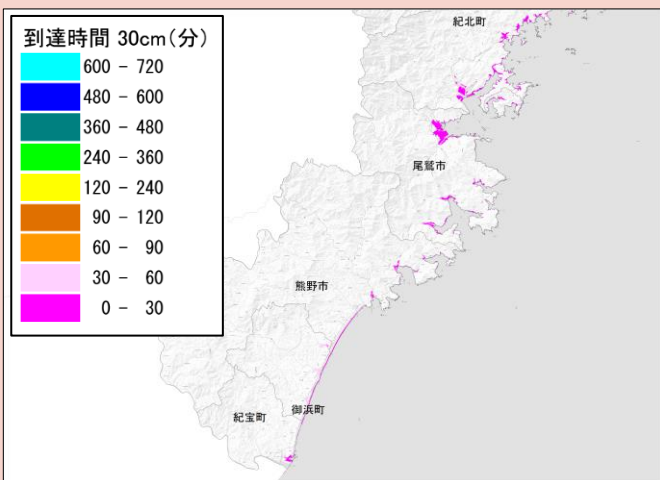 到達時間 30cm(分)
600 - 720
480 - 600
360 - 480
240 - 360
120 - 240
90 - 120
60 - 90
30 - 60
0 - 30
紀北町
尾鷲市
熊野市
御浜町
紀宝町